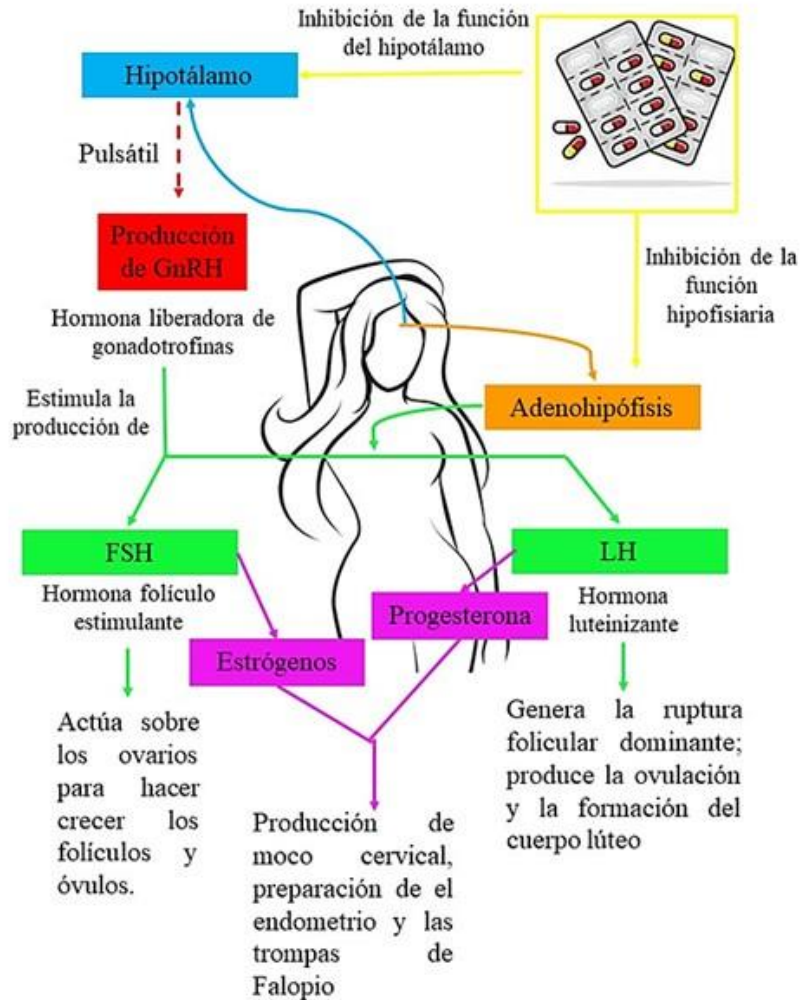 Inhibición de la función
del hipotálamo
Hipotálamo
Pulsátil
Producción
de GnRH
Hormona liberadora de
gonadotrofinas
Inhibición de la
función
hipofisiaria
Estimula la
producción de
Adenohipófisis
FSH
Hormona folículo
estimulante
LH
Hormona
luteinizante
Progesterona
Estrógenos
Actúa sobre
los ovarios
para hacer
crecer los
folículos y
óvulos.
Producción de
moco cervical,
preparación de el
endometrio y las
trompas de
Falopio
Genera la ruptura
folicular dominante;
produce la ovulación
y la formación del
cuerpo lúteo